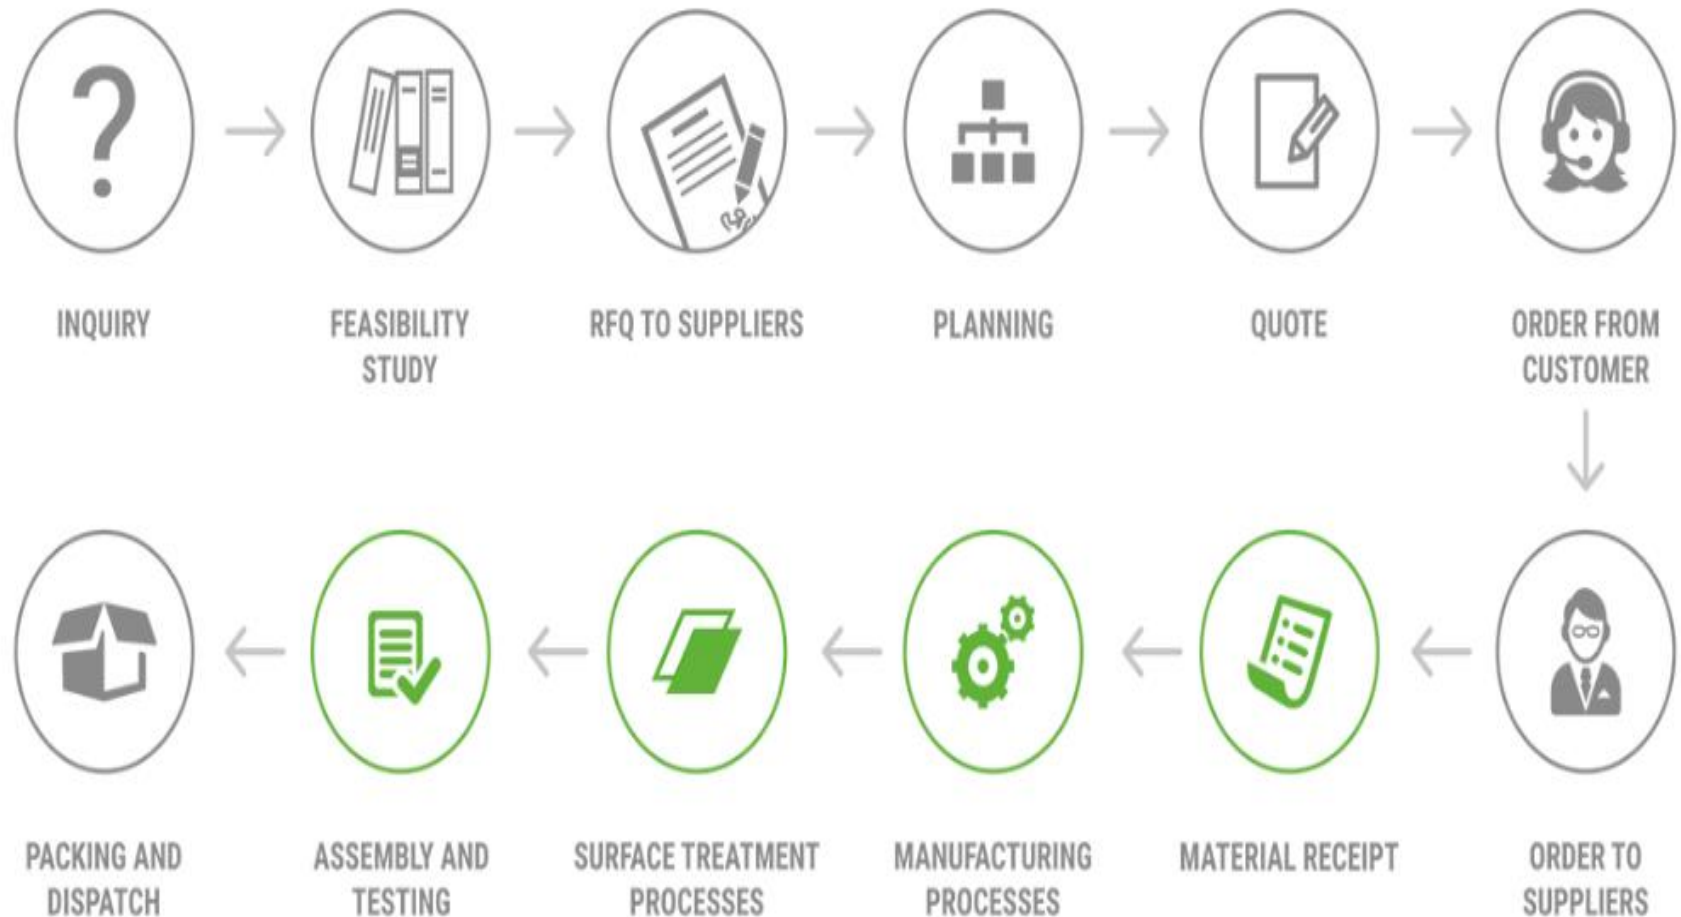 INQUIRY
FEASIBILITY
STUDY
RFQ TO SUPPLIERS
PLANNING
QUOTE
ORDER FROM
CUSTOMER
ORDER TO
SUPPLIERS
MATERIAL RECEIPT
MANUFACTURING
PROCESSES
SURFACE TREATMENT
PROCESSES
ASSEMBLY AND
TESTING
PACKING AND
DISPATCH